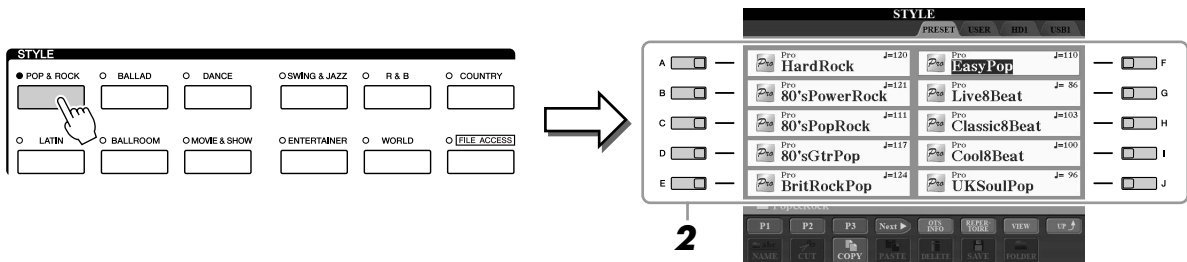 STYLE
POP & ROCK BALLAD DANCE SWING & JAZZ R & B COUNTRY
LATIN BALLROOM MOVIE & SHOW ENTERTAINER WORLD FILE ACCESS
STYLE
PRESET USER HD1 USB1
A Pro HardRock ♩=120 Pro EasyPop ♩=110 F
B Pro 80'sPowerRock ♩=121 Pro Live8Beat ♩= 86 G
C Pro 80'sPopRock ♩=111 Pro Classic8Beat ♩=103 H
D Pro 80'sGtrPop ♩=117 Pro Cool8Beat ♩=100 I
E Pro BritRockPop ♩=124 Pro UKSoulPop ♩= 96 J
Pop&Rock
P1 P2 P3 Next OTS INFO REPER-TOIRE VIEW UP
NAME CUT COPY PASTE DELETE SAVE FOLDER
2